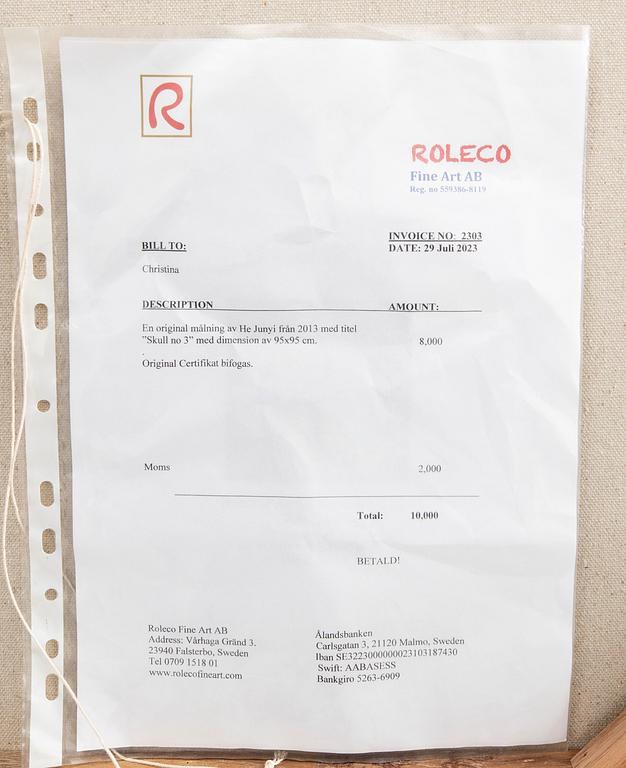 R
ROLECO
Fine Art AB
Reg. no 559386-8119
INVOICE NO: 2303
DATE: 29 Juli 2023
BILL TO:
Christina
DESCRIPTION AMOUNT:
En original målning av He Junyi från 2013 med titel
”Skull no 3” med dimension av 95x95 cm. 8,000
.
Original Certifikat bifogas.
Moms 2,000
Total: 10,000
BETALD!
Roleco Fine Art AB
Address: Vårhaga Gränd 3.
23940 Falsterbo, Sweden
Tel 0709 1518 01
www.rolecofineart.com
Ålandsbanken
Carlsgatan 3, 21120 Malmo, Sweden
Iban SE3223000000023103187430
Swift: AABASESS
Bankgiro 5263-6909